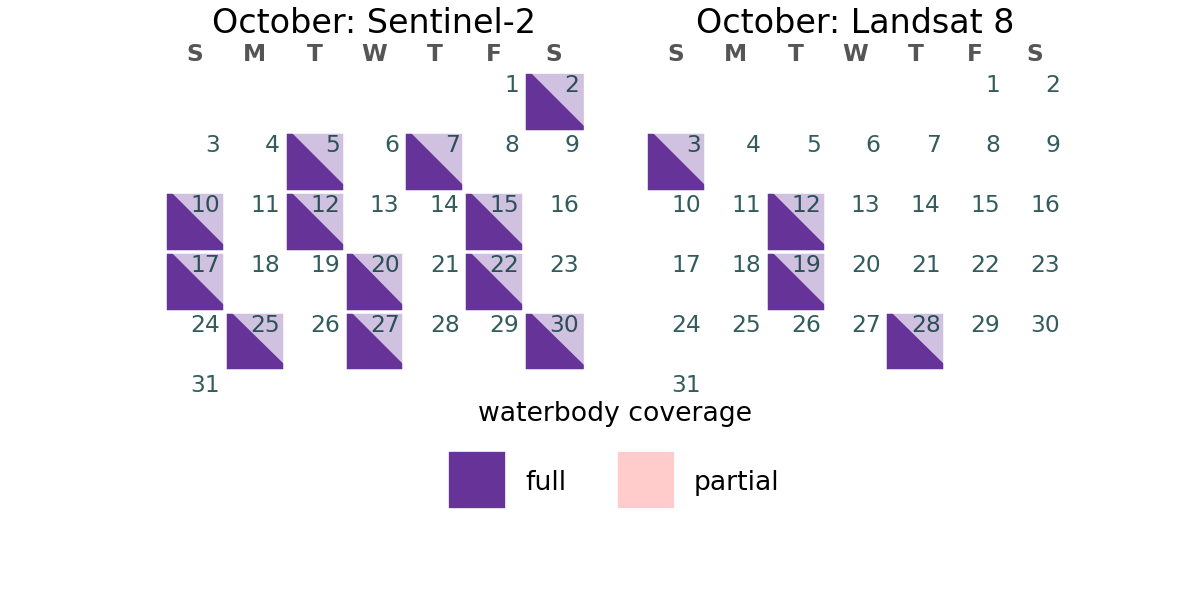 October: Sentinel-2
S M T W T F S
1 2
3 4 5 6 7 8 9
10 11 12 13 14 15 16
17 18 19 20 21 22 23
24 25 26 27 28 29 30
31
October: Landsat 8
S M T W T F S
1 2
3 4 5 6 7 8 9
10 11 12 13 14 15 16
17 18 19 20 21 22 23
24 25 26 27 28 29 30
31
waterbody coverage
full partial